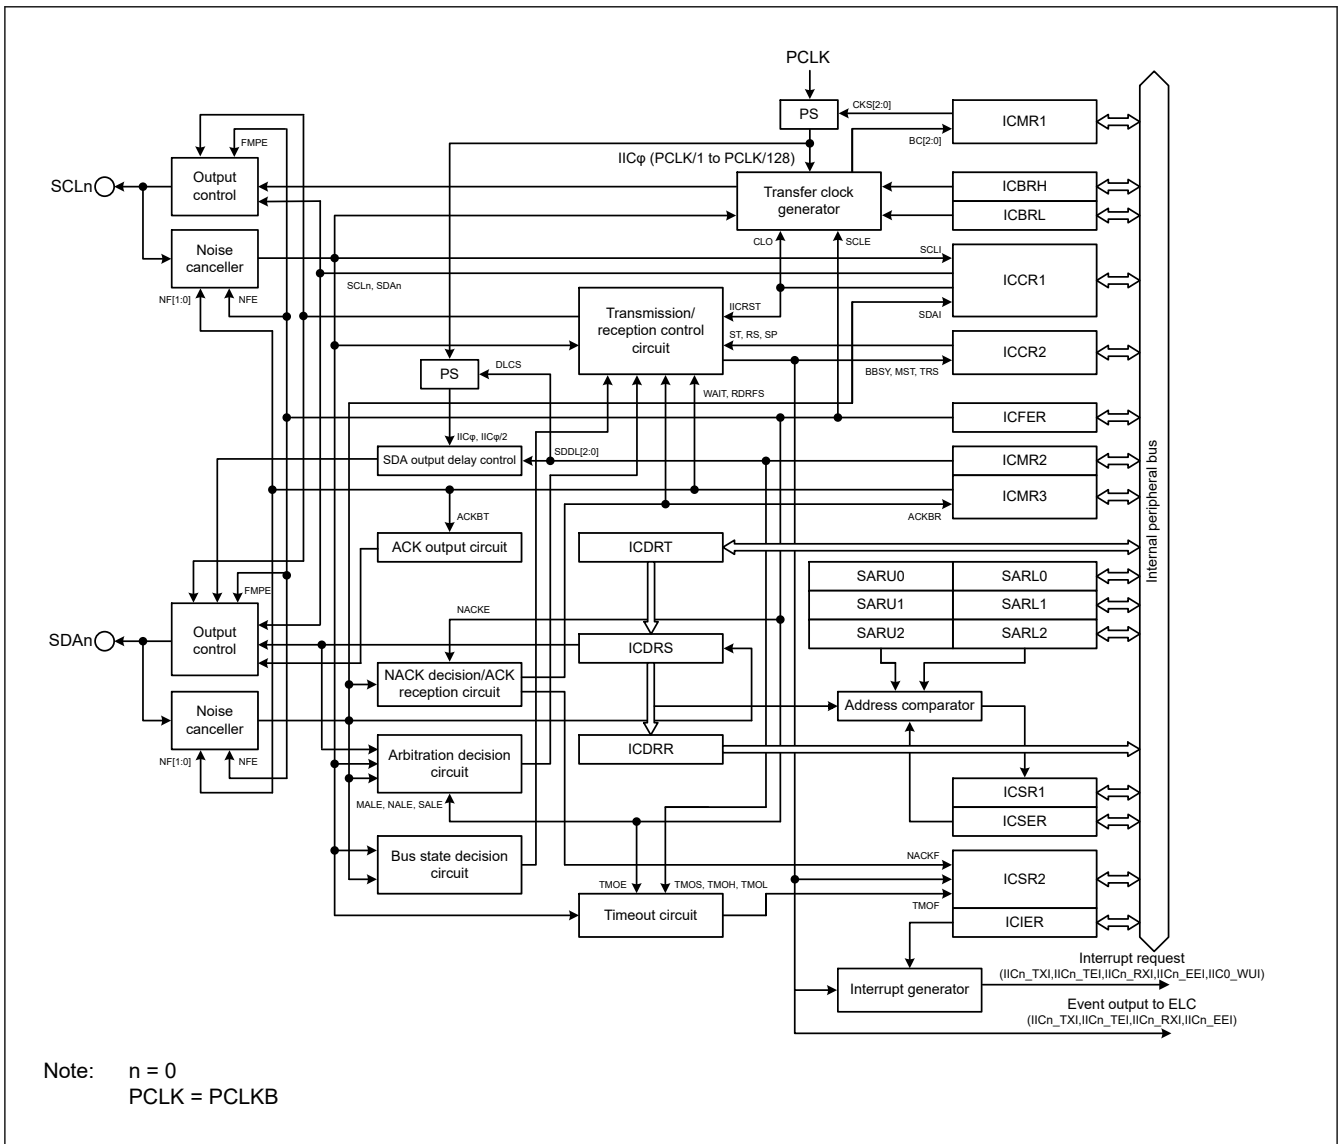 PCLK
PS
CKS[2:0]
ICMR1
BC[2:0]
FMPE
IICφ (PCLK/1 to PCLK/128)
SCLn
Output
control
Transfer clock
generator
ICBRH
ICBRL
Noise
canceller
CLO
SCLE
SCLI
ICCR1
SCLn, SDAn
NF[1:0]
NFE
IICRST
SDAI
Transmission/
reception control
circuit
ST, RS, SP
ICCR2
BBSY, MST, TRS
PS
DLCS
WAIT, RDRFS
ICFER
IICφ, IICφ/2
SDA output delay control
SDDL[2:0]
ICMR2
ICMR3
ACKBT
ACKBR
ACK output circuit
ICDRT
Internal peripheral bus
SARU0
SARL0
FMPE
SARU1
SARL1
NACKE
SDAn
Output
control
ICDRS
SARU2
SARL2
NACK decision/ACK
reception circuit
Address comparator
Noise
canceller
ICDRR
Arbitration decision
circuit
NF[1:0]
NFE
ICSR1
MALE, NALE, SALE
ICSER
Bus state decision
circuit
NACKF
ICSR2
TMOE
TMOS, TMOH, TMOL
TMOF
Timeout circuit
ICIER
Interrupt request
(IICn_TXI,IICn_TEI,IICn_RXI,IICn_EEI,IIC0_WUI)
Interrupt generator
Event output to ELC
(IICn_TXI,IICn_TEI,IICn_RXI,IICn_EEI)
Note: n = 0
PCLK = PCLKB